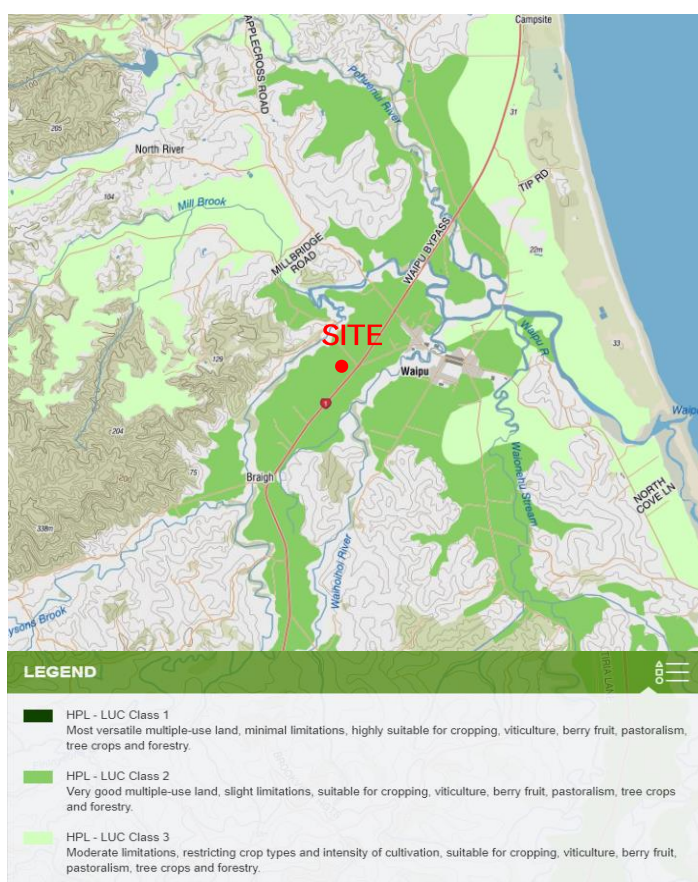 Campsite
APPLECROSS ROAD
Pohuenui River
100
205
31
North River
TIP RD
104
Mill Brook
WAIPU BYPASS
MILLBRIDGE
ROAD
22m
SITE
Waipu R
33
129
Waipu
1
204
Waionehu Stream
75
Braigh
NORTH
COVE LN
338m
Waihoihoi River
ysons Brook
LEGEND
HPL - LUC Class 1
Most versatile multiple-use land, minimal limitations, highly suitable for cropping, viticulture, berry fruit, pastoralism,
tree crops and forestry.
HPL - LUC Class 2
Very good multiple-use land, slight limitations, suitable for cropping, viticulture, berry fruit, pastoralism, tree crops
and forestry.
HPL - LUC Class 3
Moderate limitations, restricting crop types and intensity of cultivation, suitable for cropping, viticulture, berry fruit,
pastoralism, tree crops and forestry.